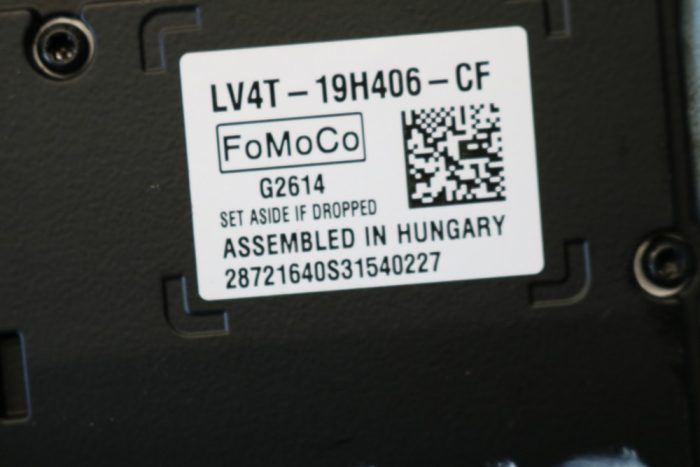 LV4T-19H406-CF
FoMoCo
G2614
SET ASIDE IF DROPPED
ASSEMBLED IN HUNGARY
28721640S31540227